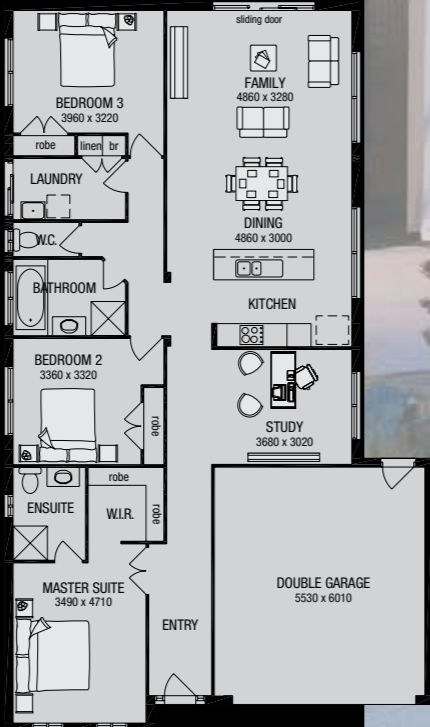 sliding door
FAMILY
4860 x 3280
BEDROOM 3
3960 x 3220
robe
linen
br
LAUNDRY
W.C.
DINING
4860 x 3000
BATHROOM
KITCHEN
BEDROOM 2
3360 x 3320
robe
STUDY
3680 x 3020
robe
ENSUITE
W.I.R.
robe
MASTER SUITE
3490 x 4710
ENTRY
DOUBLE GARAGE
5530 x 6010